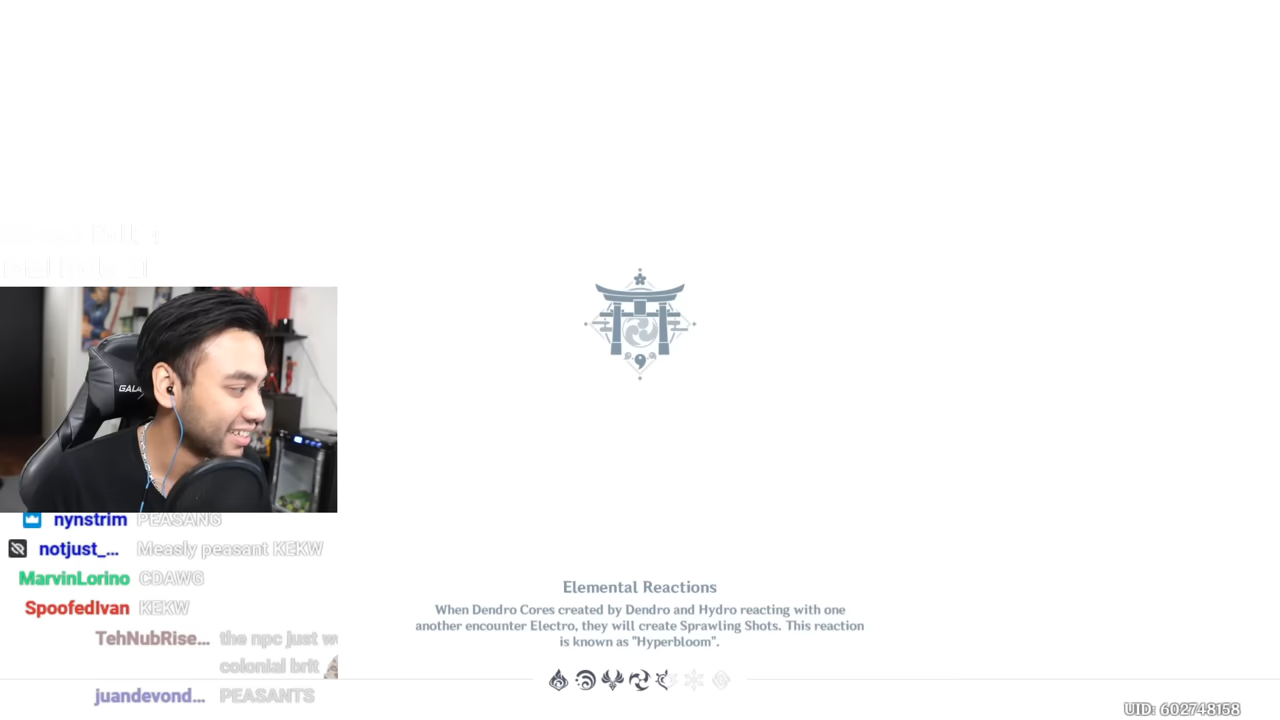 GALA
nynstrim PEASANG
notjust_... Measly peasant KEKW
MarvinLorino CDAWG
SpoofedIvan KEKW
TehNubRise... the npc just
colonial brit
juandevond... PEASANTS
Elemental Reactions
When Dendro Cores created by Dendro and Hydro reacting with one
another encounter Electro, they will create Sprawling Shots. This reaction
is known as "Hyperbloom".
UID: 602748158